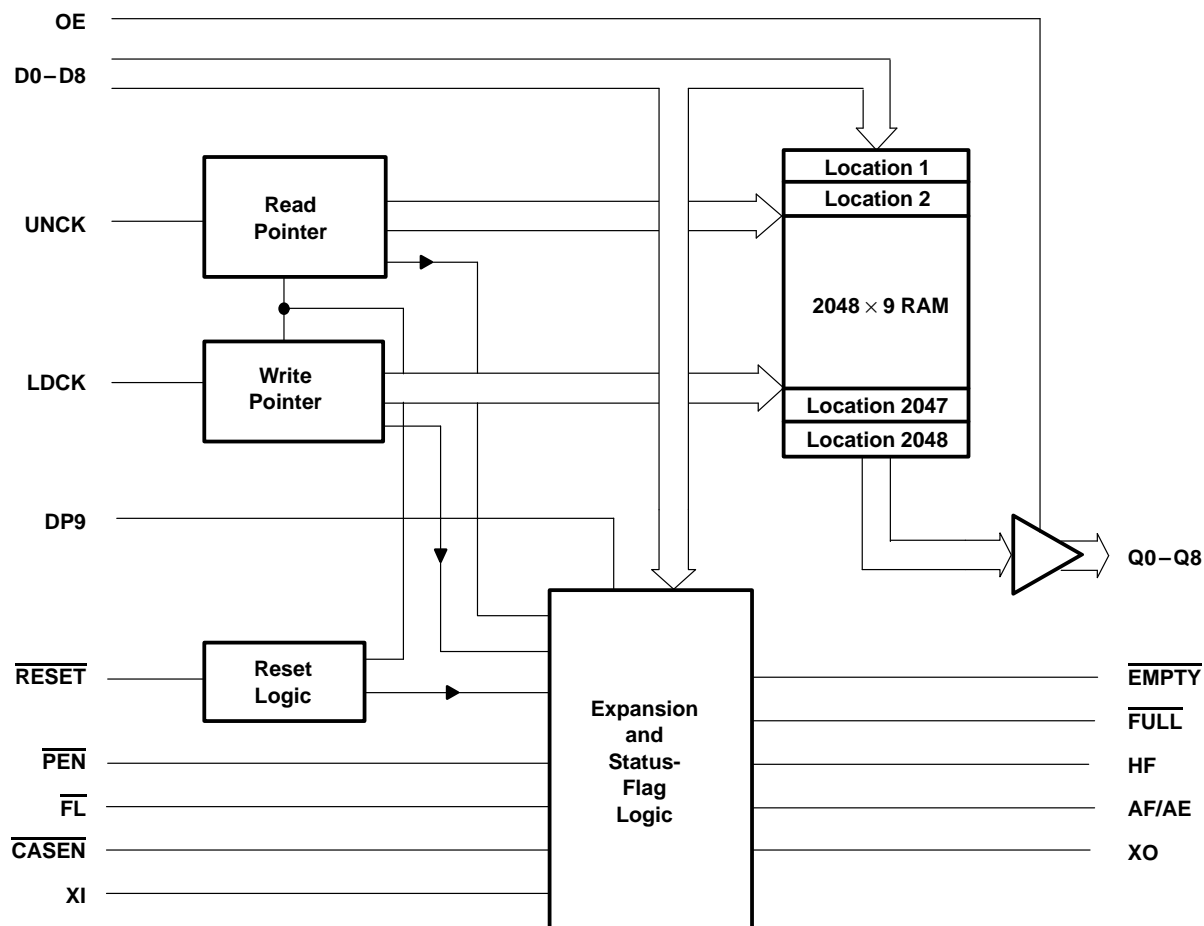 OE
D0–D8
UNCK
LDCK
DP9
RESET
PEN
FL
CASEN
XI
Read
Pointer
Write
Pointer
Reset
Logic
Location 1
Location 2
2048 × 9 RAM
Location 2047
Location 2048
Expansion
and
Status-
Flag
Logic
Q0–Q8
EMPTY
FULL
HF
AF/AE
XO